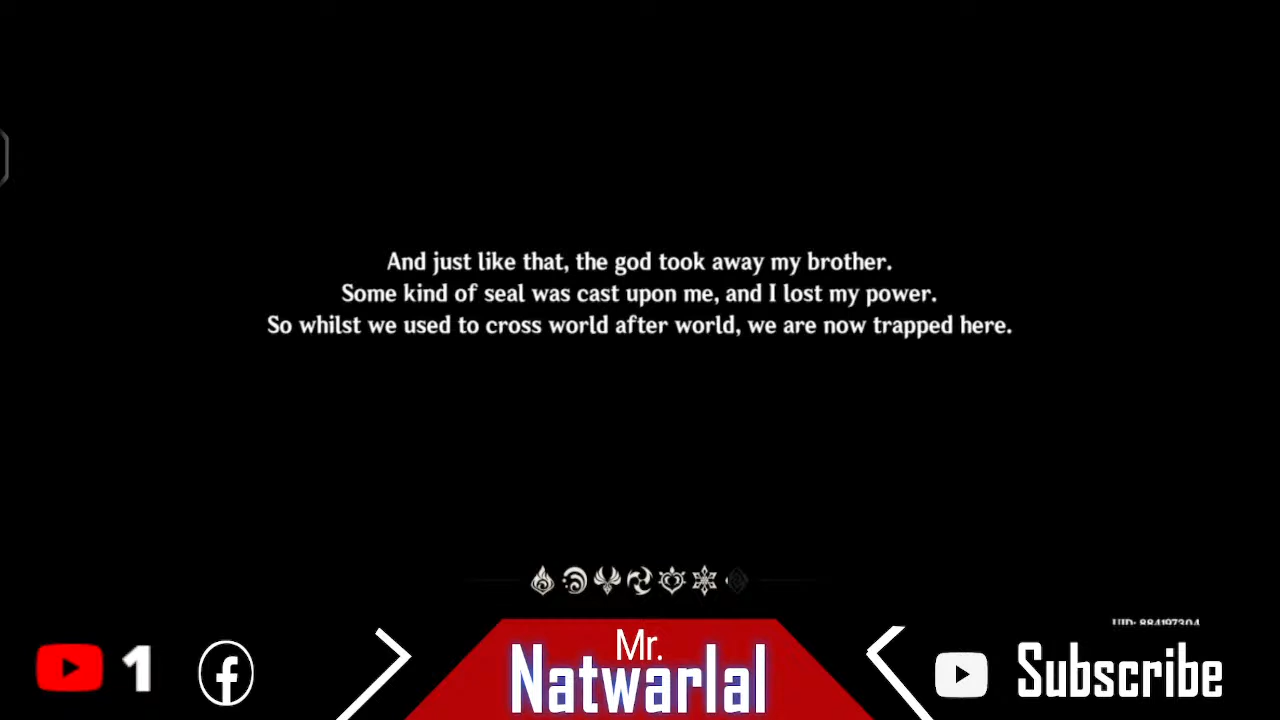 And just like that, the god took away my brother.
Some kind of seal was cast upon me, and I lost my power.
So whilst we used to cross world after world, we are now trapped here.
UID: 884197304
1
Mr.
Natwarlal
Subscribe